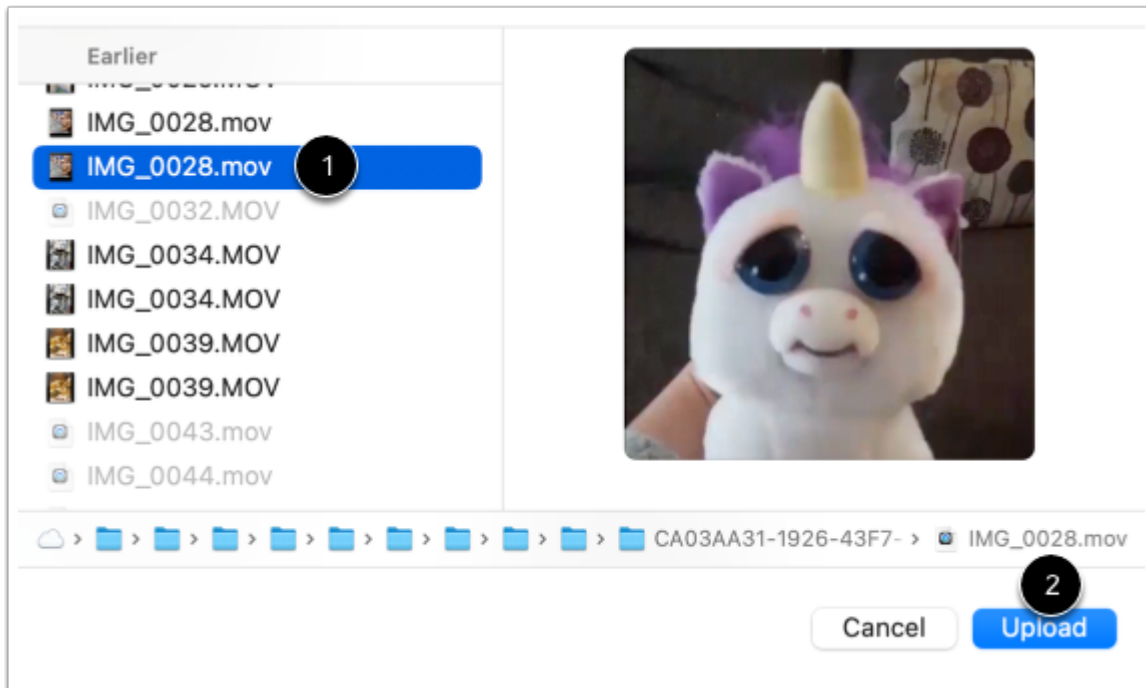 Earlier
IMG_0028.mov
IMG_0028.mov 1
IMG_0032.MOV
IMG_0034.MOV
IMG_0034.MOV
IMG_0039.MOV
IMG_0039.MOV
IMG_0043.mov
IMG_0044.mov
CA03AA31-1926-43F7- IMG_0028.mov
2
Cancel Upload